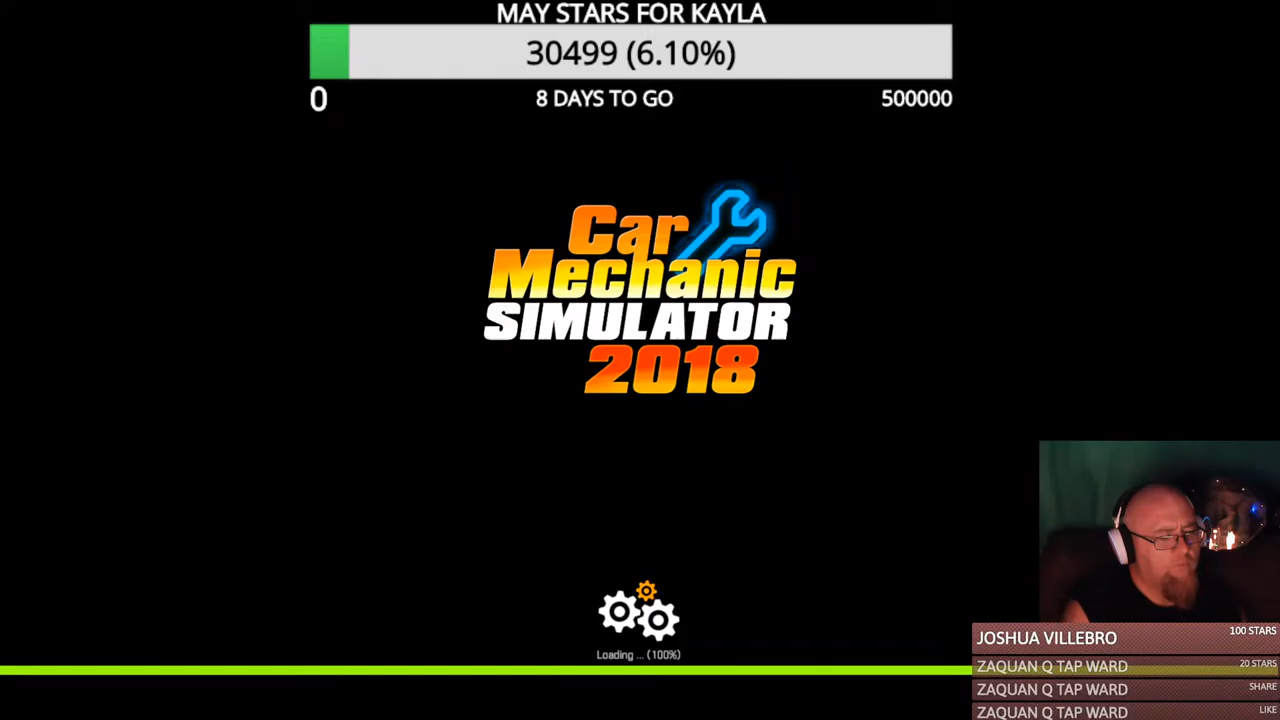 MAY STARS FOR KAYLA
30499 (6.10%)
0 8 DAYS TO GO 500000
Car
Mechanic
SIMULATOR
2018
Loading ... (100%)
JOSHUA VILLEBRO 100 STARS
ZAQUAN Q TAP WARD 20 STARS
ZAQUAN Q TAP WARD SHARE
ZAQUAN Q TAP WARD LIKE